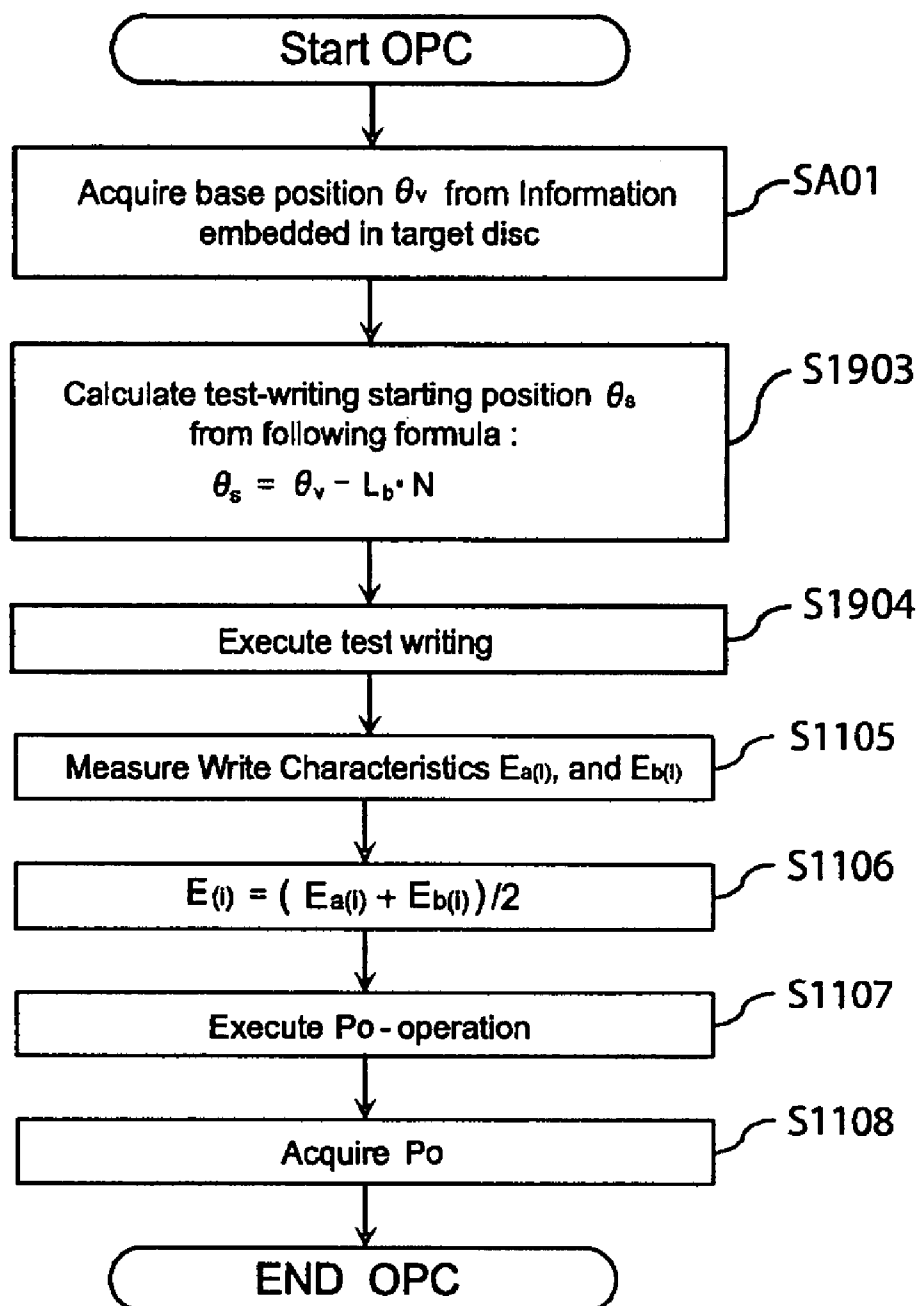 Start OPC
Acquire base position θv from Information
embedded in target disc
SA01
Calculate test-writing starting position θs
from following formula :
θs = θv – Lb · N
S1903
Execute test writing
S1904
Measure Write Characteristics Ea(i), and Eb(i)
S1105
E(i) = ( Ea(i) + Eb(i) )/2
S1106
Execute Po - operation
S1107
Acquire Po
S1108
END OPC